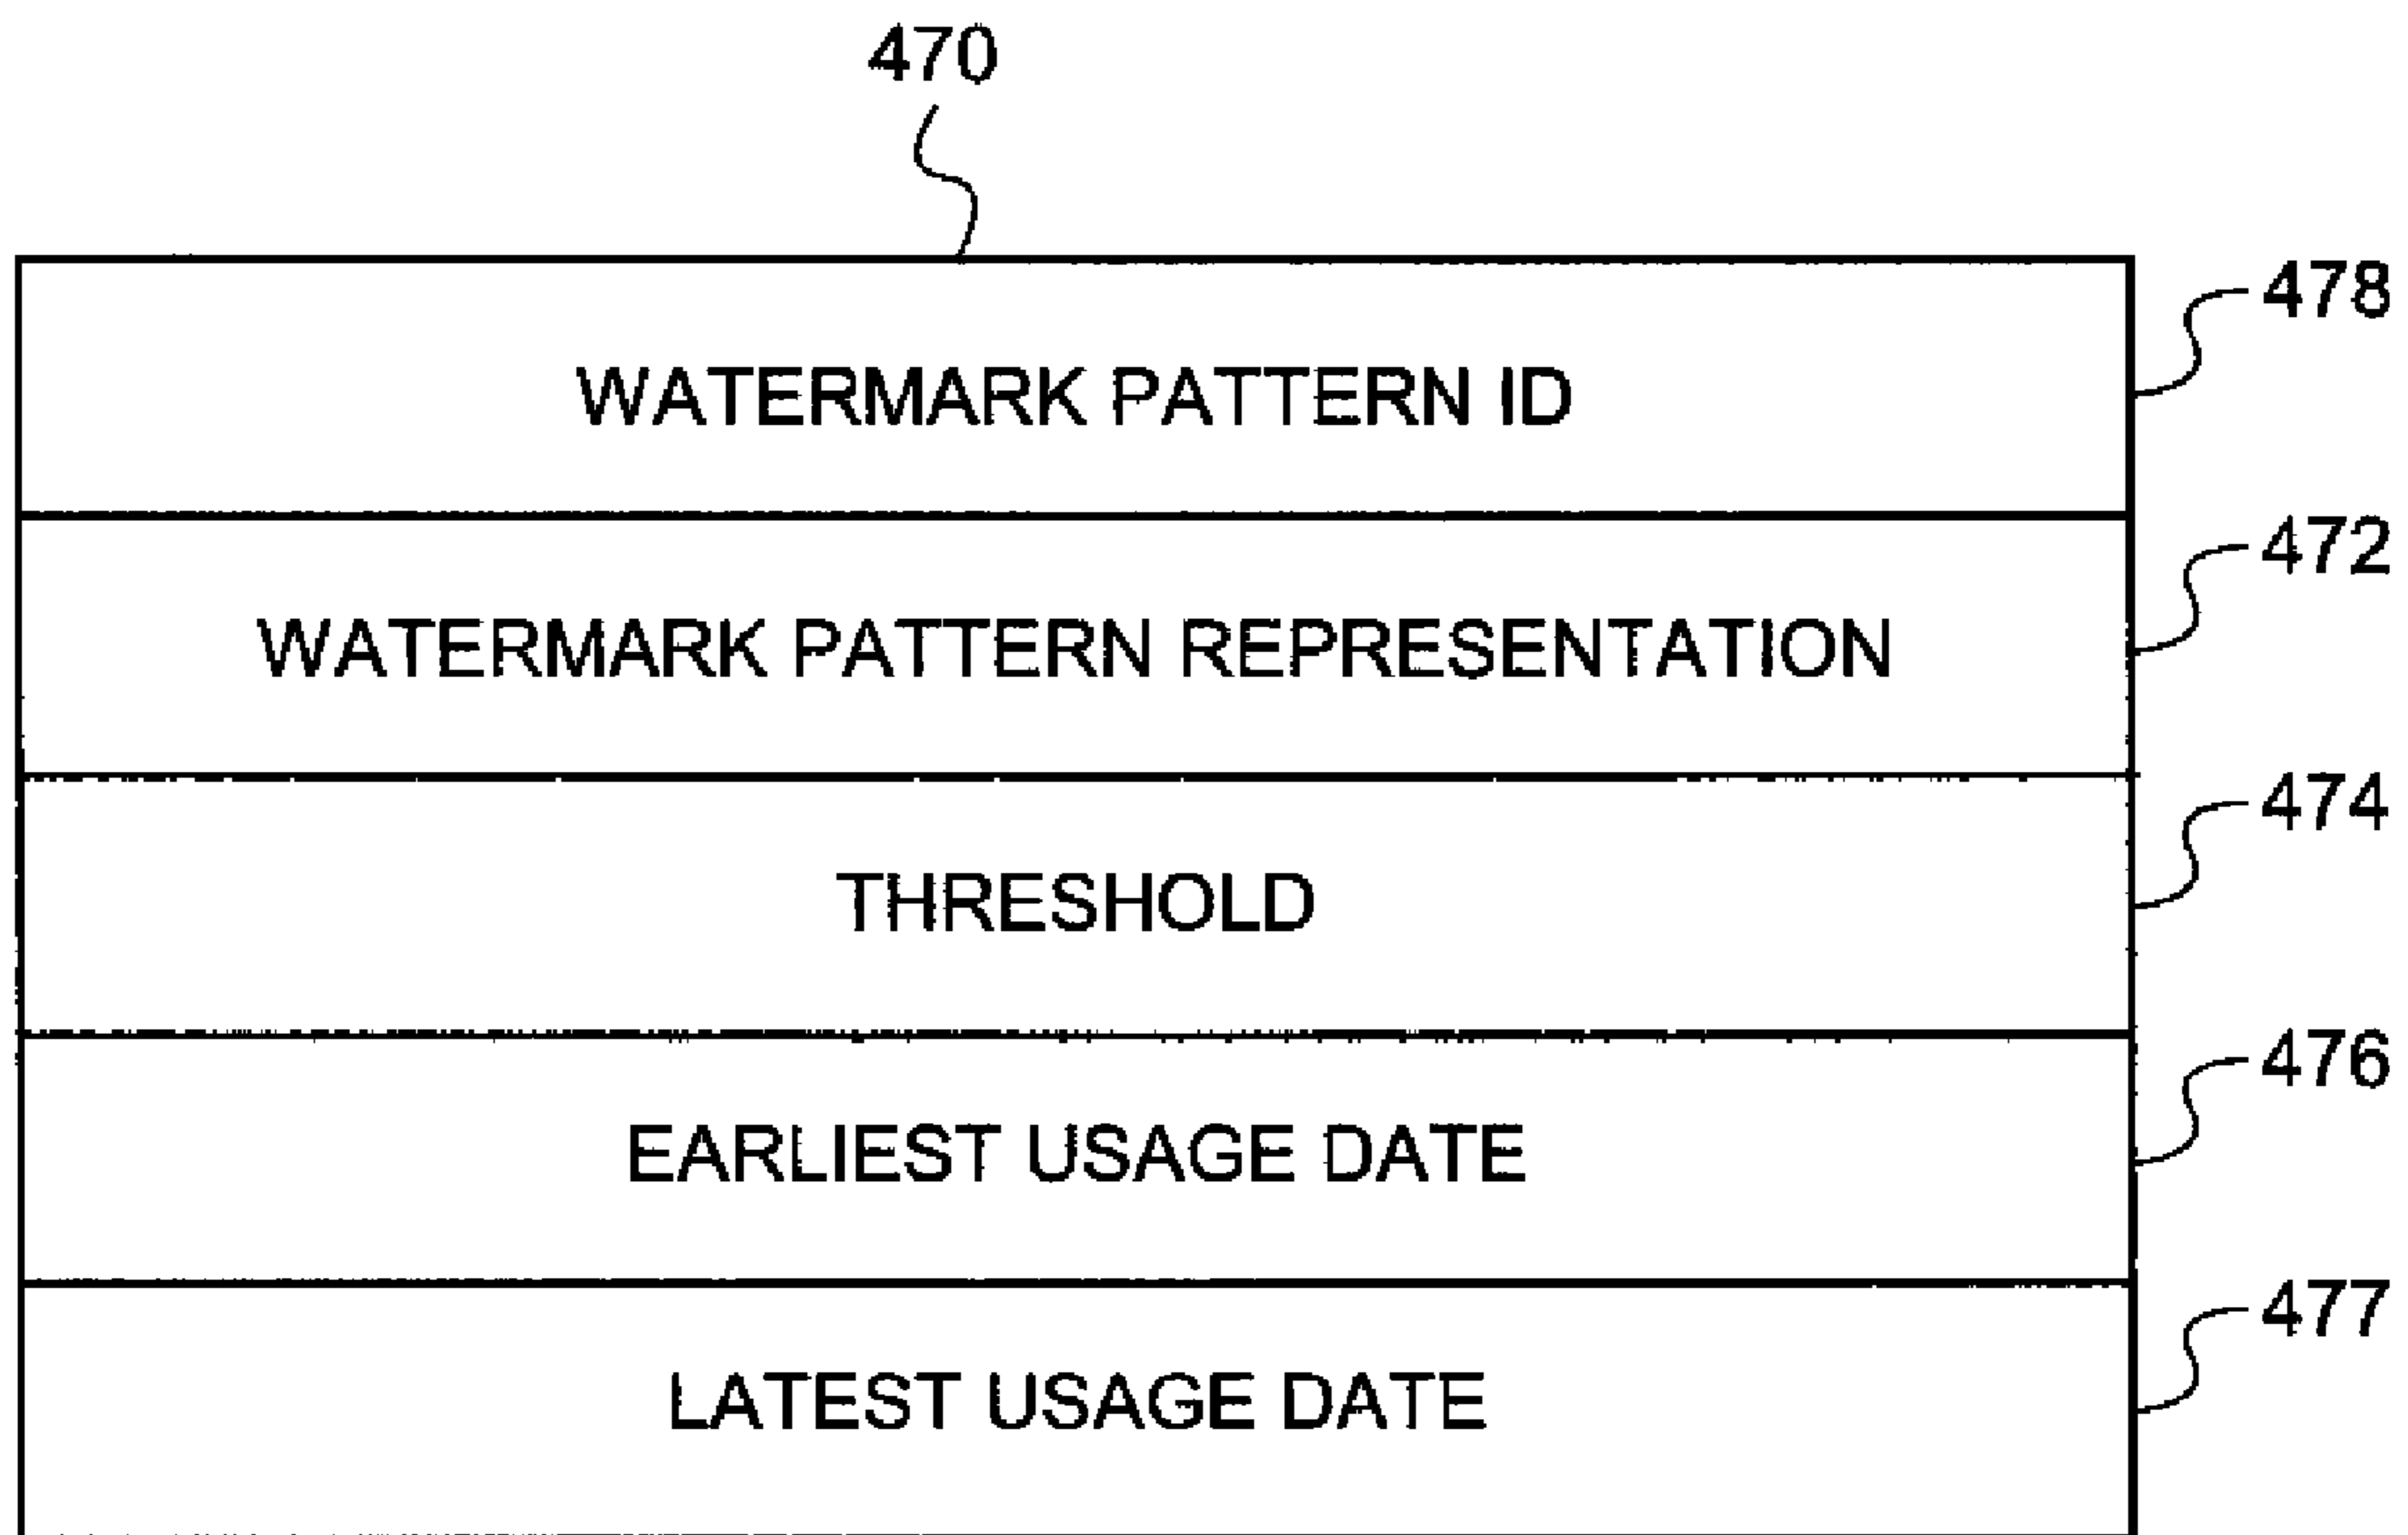 470
WATERMARK PATTERN ID
478
WATERMARK PATTERN REPRESENTATION
472
THRESHOLD
474
EARLIEST USAGE DATE
476
LATEST USAGE DATE
477